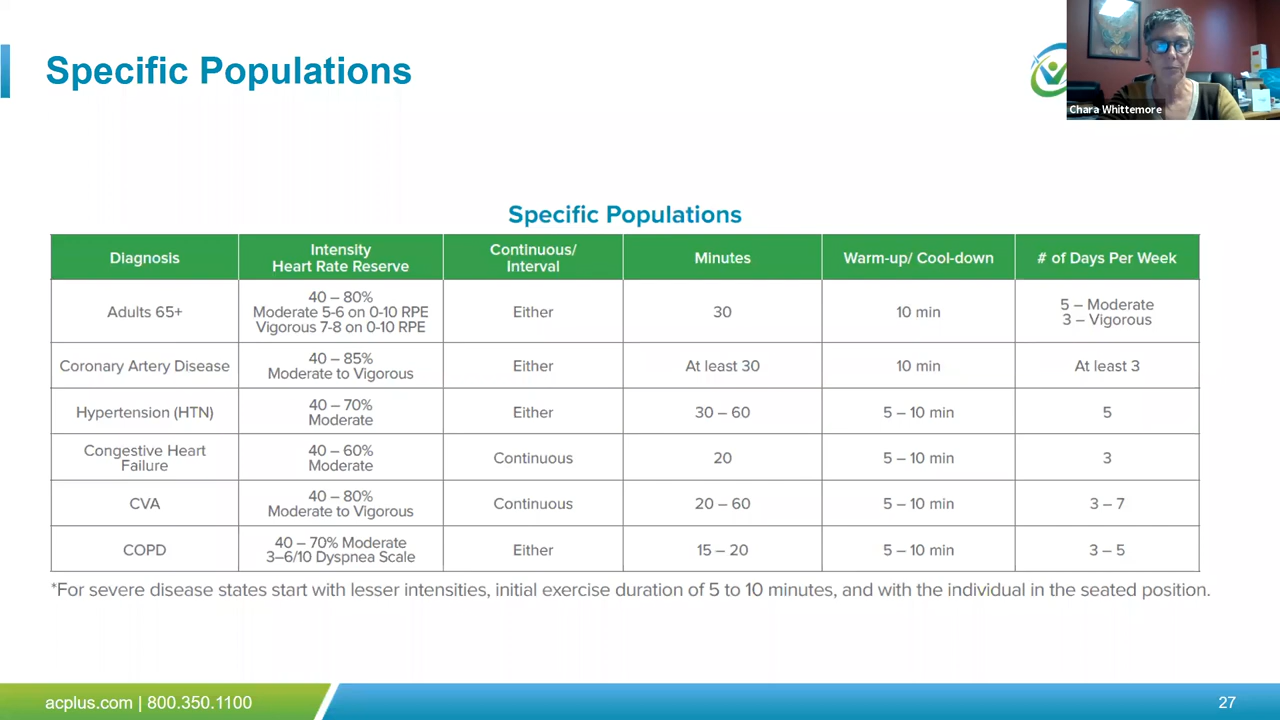 Specific Populations
Chara Whittemore
Specific Populations
Diagnosis
Intensity
Heart Rate Reserve
Continuous/
Interval
Minutes
Warm-up/ Cool-down
# of Days Per Week
Adults 65+
40 – 80%
Moderate 5-6 on 0-10 RPE
Vigorous 7-8 on 0-10 RPE
Either
30
10 min
5 – Moderate
3 – Vigorous
Coronary Artery Disease
40 – 85%
Moderate to Vigorous
Either
At least 30
10 min
At least 3
Hypertension (HTN)
40 – 70%
Moderate
Either
30 – 60
5 – 10 min
5
Congestive Heart
Failure
40 – 60%
Moderate
Continuous
20
5 – 10 min
3
CVA
40 – 80%
Moderate to Vigorous
Continuous
20 – 60
5 – 10 min
3 – 7
COPD
40 – 70% Moderate
3–6/10 Dyspnea Scale
Either
15 – 20
5 – 10 min
3 – 5
*For severe disease states start with lesser intensities, initial exercise duration of 5 to 10 minutes, and with the individual in the seated position.
acplus.com | 800.350.1100
27